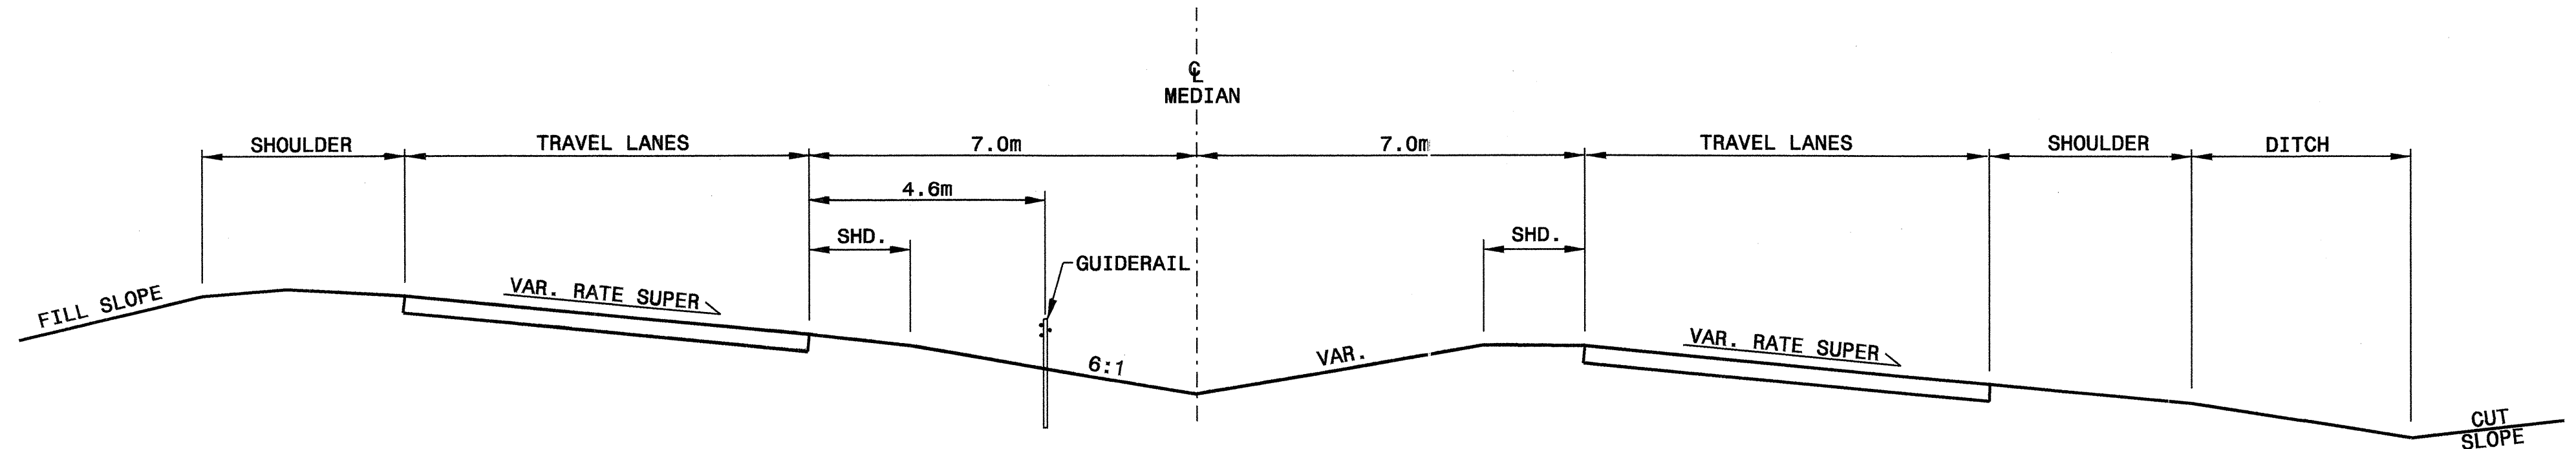 ℄
MEDIAN
SHOULDER
TRAVEL LANES
7.0m
7.0m
TRAVEL LANES
SHOULDER
DITCH
4.6m
SHD.
SHD.
GUIDERAIL
FILL SLOPE
VAR. RATE SUPER
6:1
VAR.
VAR. RATE SUPER
CUT
SLOPE